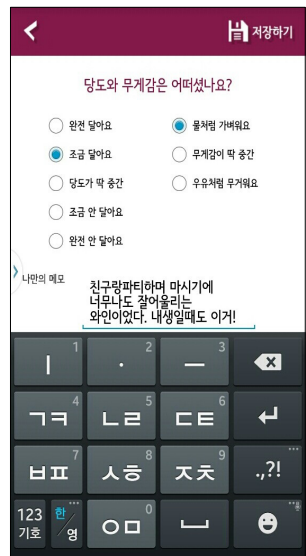 저장하기
당도와 무게감은 어떠셨나요?
완전 달아요
물처럼 가벼워요
조금 달아요
무게감이 딱 중간
당도가 딱 중간
우유처럼 무거워요
조금 안 달아요
완전 안 달아요
나만의 메모
친구랑파티하며 마시기에
너무나도 잘어울리는
와인이었다. 내생일때도 이거!
ㅣ 1
· 2
ㅡ 3
ㄱㅋ 4
ㄴㄹ 5
ㄷㅌ 6
ㅂㅍ 7
ㅅㅎ 8
ㅈㅊ 9
.,?!
123
기호
한/영
ㅇㅁ 0